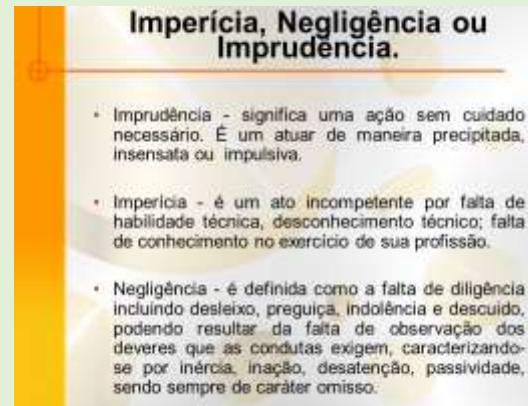 Imperícia, Negligência ou
Imprudência.
• Imprudência - significa uma ação sem cuidado
necessário. É um atuar de maneira precipitada,
insensata ou impulsiva.
• Imperícia - é um ato incompetente por falta de
habilidade técnica, desconhecimento técnico; falta
de conhecimento no exercício de sua profissão.
• Negligência - é definida como a falta de diligência
incluindo desleixo, preguiça, indolência e descuido,
podendo resultar da falta de observação dos
deveres que as condutas exigem, caracterizando-
se por inércia, inação, desatenção, passividade,
sendo sempre de caráter omisso.